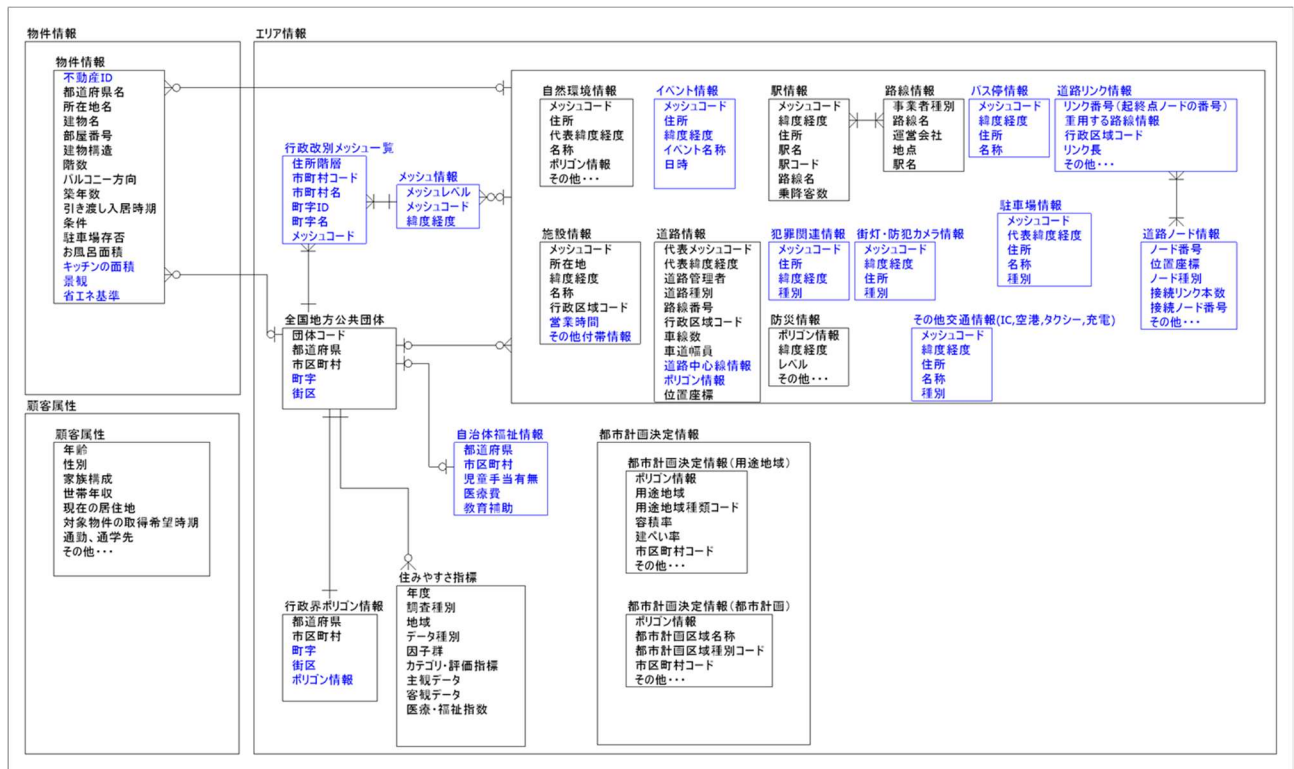 物件情報
物件情報
不動産ID
都道府県名
所在地名
建物名
部屋番号
建物構造
階数
バルコニー方向
築年数
引き渡し入居時期
条件
駐車場存否
お風呂面積
キッチンの面積
景観
省エネ基準
顧客属性
顧客属性
年齢
性別
家族構成
世帯年収
現在の居住地
対象物件の取得希望時期
通勤、通学先
その他・・・
エリア情報
行政改別メッシュ一覧
住所階層
市町村コード
市町村名
町字ID
町字名
メッシュコード
メッシュ情報
メッシュレベル
メッシュコード
緯度経度
全国地方公共団体
団体コード
都道府県
市区町村
町字
街区
自然環境情報
メッシュコード
住所
代表緯度経度
名称
ポリゴン情報
その他・・・
イベント情報
メッシュコード
住所
緯度経度
イベント名称
日時
駅情報
メッシュコード
緯度経度
住所
駅名
駅コード
路線名
乗降客数
路線情報
事業者種別
路線名
運営会社
地点
駅名
バス停情報
メッシュコード
緯度経度
住所
名称
道路リンク情報
リンク番号(起終点ノードの番号)
重用する路線情報
行政区域コード
リンク長
その他・・・
施設情報
メッシュコード
所在地
緯度経度
名称
行政区域コード
営業時間
その他付帯情報
道路情報
代表メッシュコード
代表緯度経度
道路管理者
道路種別
路線番号
行政区域コード
車線数
車道幅員
道路中心線情報
ポリゴン情報
位置座標
犯罪関連情報
メッシュコード
住所
緯度経度
種別
街灯・防犯カメラ情報
メッシュコード
緯度経度
住所
種別
駐車場情報
メッシュコード
代表緯度経度
住所
名称
種別
道路ノード情報
ノード番号
位置座標
ノード種別
接続リンク本数
接続ノード番号
その他・・・
防災情報
ポリゴン情報
緯度経度
レベル
その他・・・
その他交通情報(IC,空港,タクシー,充電)
メッシュコード
緯度経度
住所
名称
種別
自治体福祉情報
都道府県
市区町村
児童手当有無
医療費
教育補助
行政界ポリゴン情報
都道府県
市区町村
町字
街区
ポリゴン情報
住みやすさ指標
年度
調査種別
地域
データ種別
因子群
カテゴリ・評価指標
主観データ
客観データ
医療・福祉指数
都市計画決定情報
都市計画決定情報(用途地域)
ポリゴン情報
用途地域
用途地域種類コード
容積率
建ぺい率
市区町村コード
その他・・・
都市計画決定情報(都市計画)
ポリゴン情報
都市計画区域名称
都市計画区域種別コード
市区町村コード
その他・・・